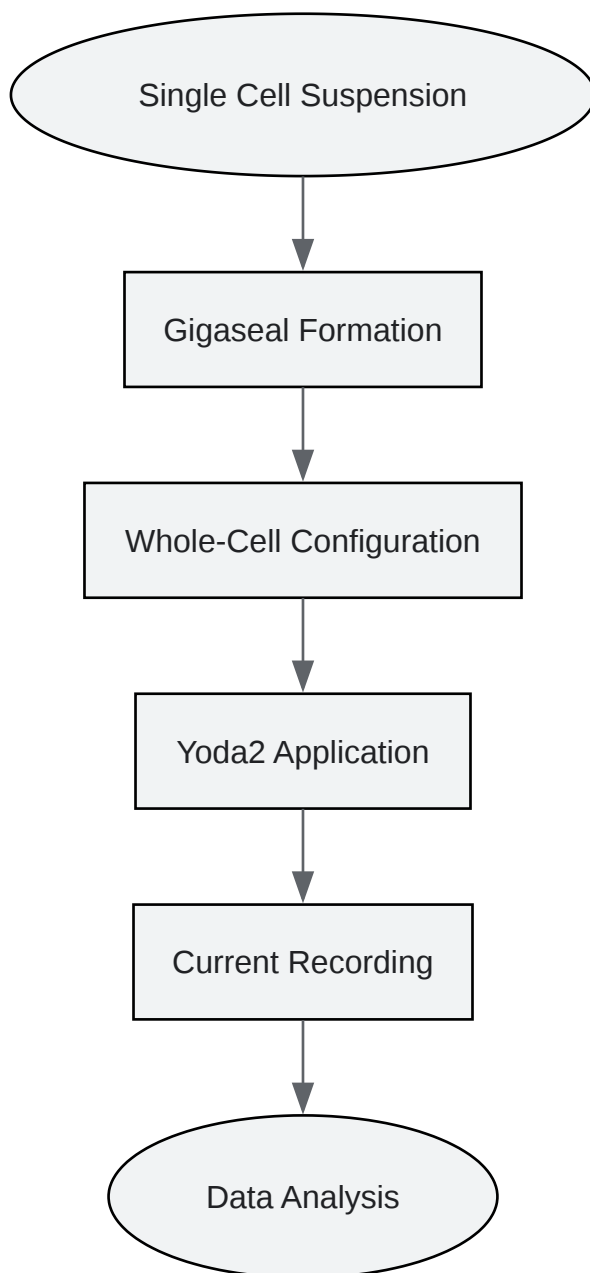 Single Cell Suspension
Gigaseal Formation
Whole-Cell Configuration
Yoda2 Application
Current Recording
Data Analysis